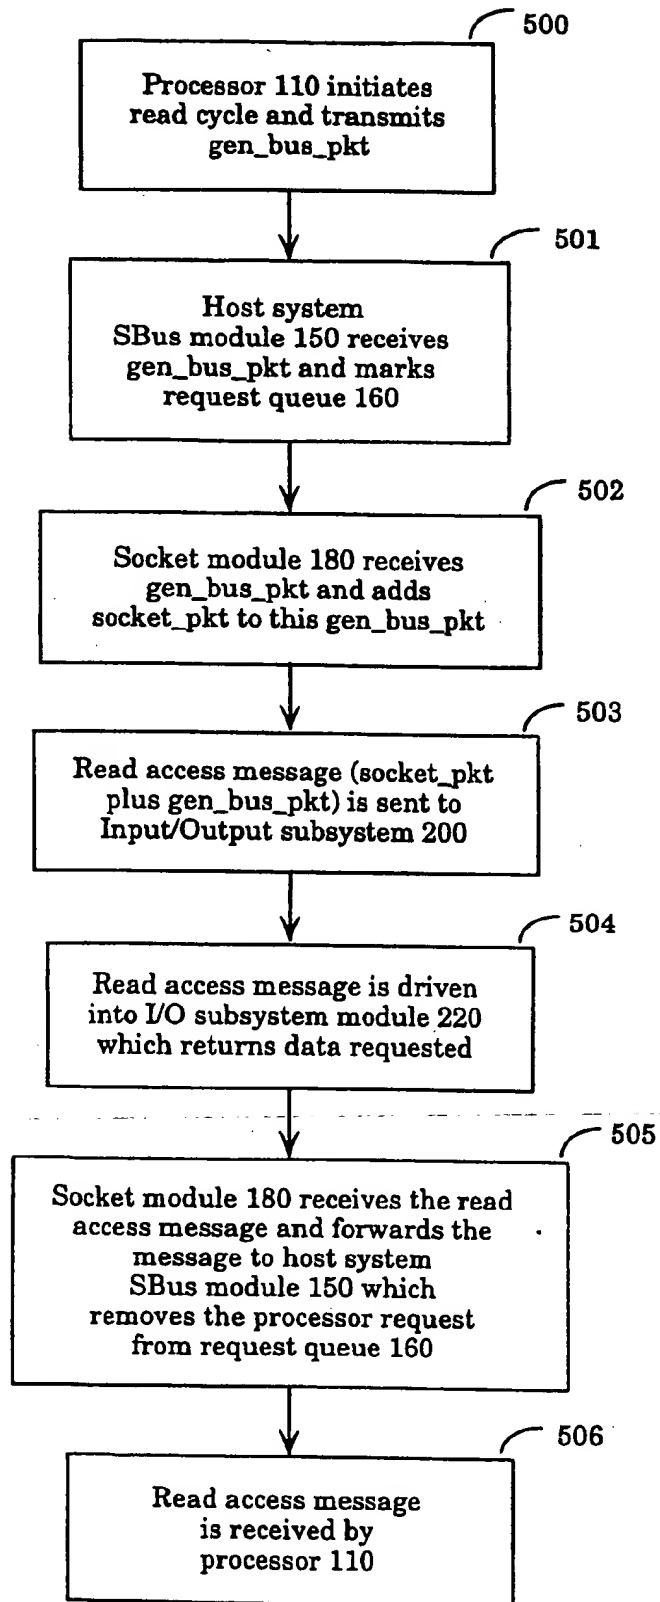 500
Processor 110 initiates
read cycle and transmits
gen_bus_pkt
501
Host system
SBus module 150 receives
gen_bus_pkt and marks
request queue 160
502
Socket module 180 receives
gen_bus_pkt and adds
socket_pkt to this gen_bus_pkt
503
Read access message (socket_pkt
plus gen_bus_pkt) is sent to
Input/Output subsystem 200
504
Read access message is driven
into I/O subsystem module 220
which returns data requested
505
Socket module 180 receives the read
access message and forwards the
message to host system
SBus module 150 which
removes the processor request
from request queue 160
506
Read access message
is received by
processor 110